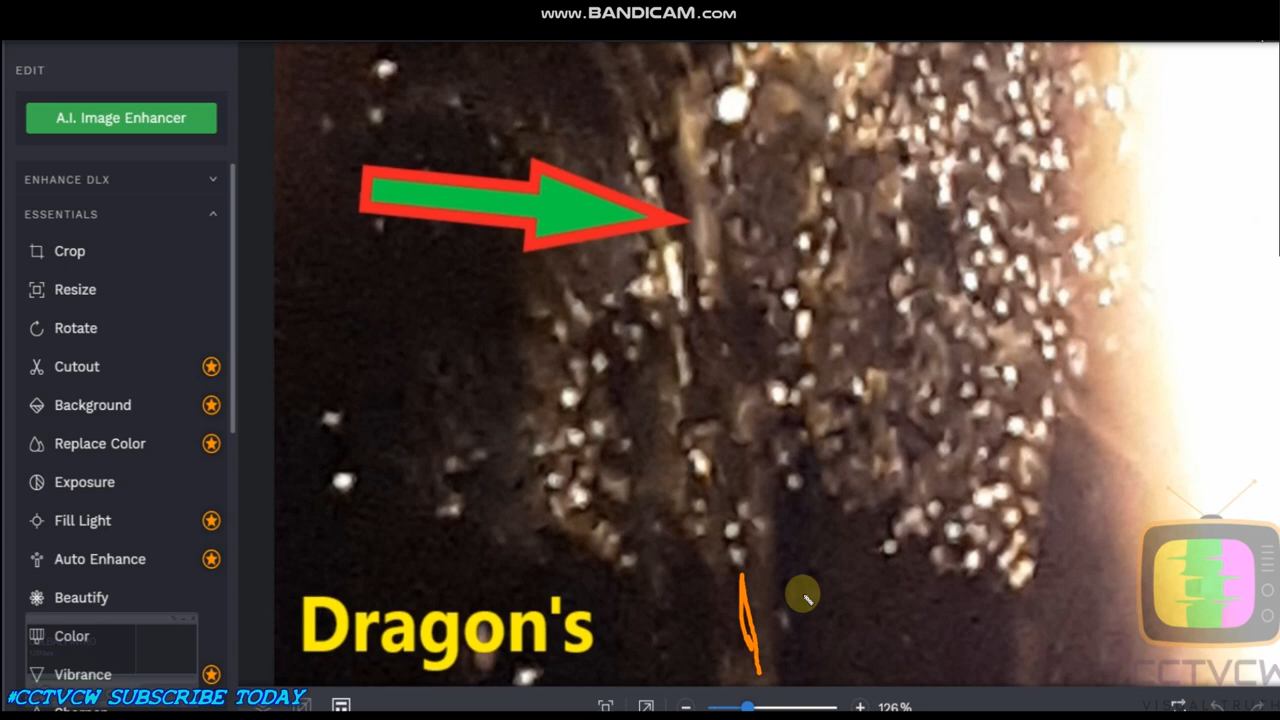 www.BANDICAM.com
EDIT
A.I. Image Enhancer
ENHANCE DLX
ESSENTIALS
Crop
Resize
Rotate
Cutout
Background
Replace Color
Exposure
Fill Light
Auto Enhance
Beautify
Color
Vibrance
Dragon's
CCTVCW
#CCTVCW SUBSCRIBE TODAY
126 %